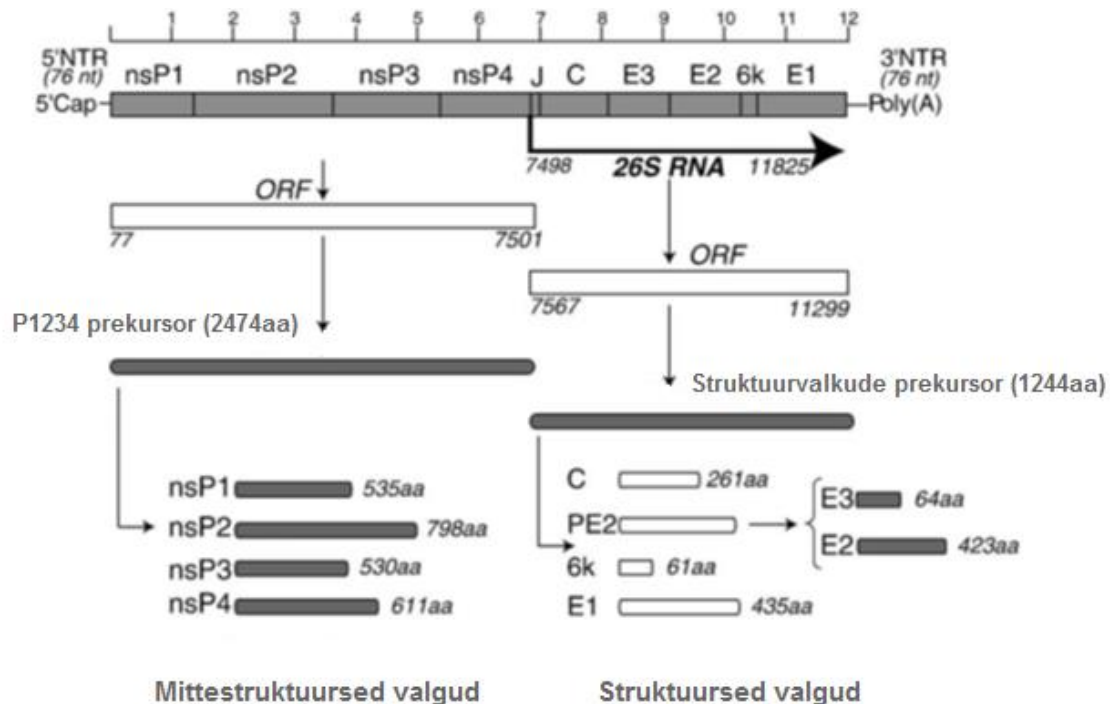 1 2 3 4 5 6 7 8 9 10 11 12
5'NTR
(76 nt)
nsP1 nsP2 nsP3 nsP4 J C E3 E2 6k E1
3'NTR
(76 nt)
5'Cap
Poly(A)
7498 26S RNA 11825
ORF
77 7501
ORF
7567 11299
P1234 prekursor (2474aa)
Struktuurvalkude prekursor (1244aa)
nsP1 535aa
nsP2 798aa
nsP3 530aa
nsP4 611aa
C 261aa
PE2
6k 61aa
E1 435aa
E3 64aa
E2 423aa
Mittestruktuursed valgud
Struktuursed valgud